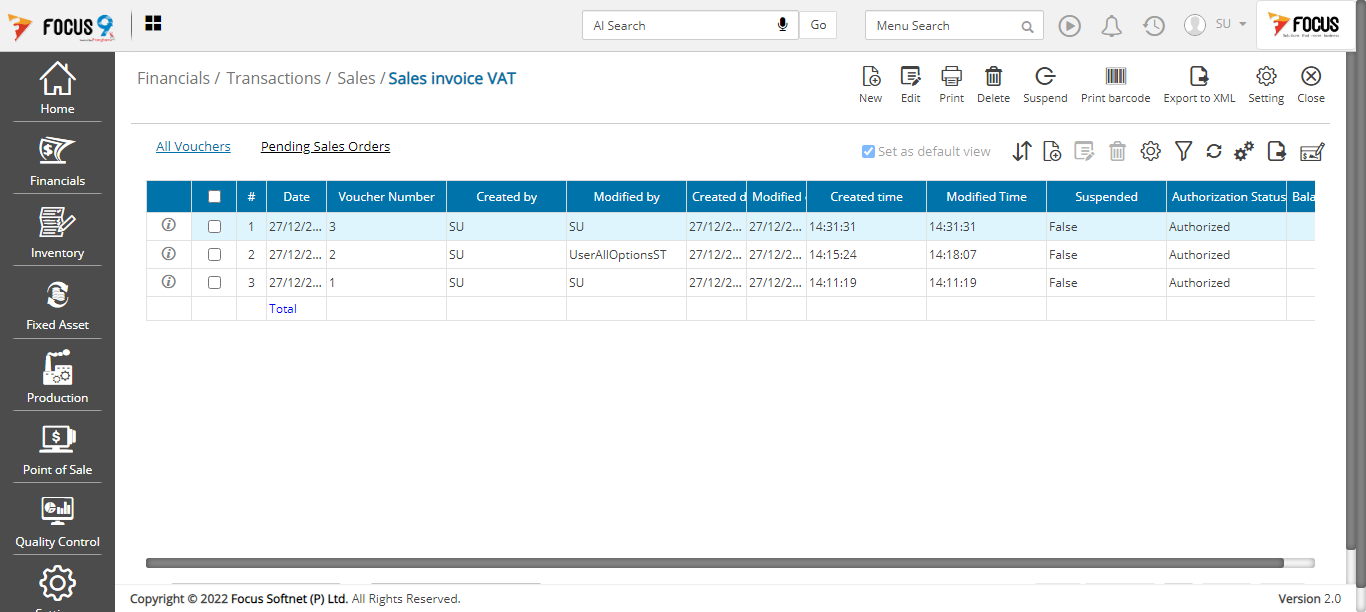 FOCUS 9
AI Search
Go
Menu Search
SU
FOCUS
Home
Financials
Inventory
Fixed Asset
Production
Point of Sale
Quality Control
Financials / Transactions / Sales / Sales invoice VAT
New Edit Print Delete Suspend Print barcode Export to XML Setting Close
All Vouchers Pending Sales Orders Set as default view
# Date Voucher Number Created by Modified by Created d Modified Created time Modified Time Suspended Authorization Status Bala
1 27/12/2... 3 SU SU 27/12/2... 27/12/2... 14:31:31 14:31:31 False Authorized
2 27/12/2... 2 SU UserAllOptionsST 27/12/2... 27/12/2... 14:15:24 14:18:07 False Authorized
3 27/12/2... 1 SU SU 27/12/2... 27/12/2... 14:11:19 14:11:19 False Authorized
Total
Copyright © 2022 Focus Softnet (P) Ltd. All Rights Reserved.
Version 2.0